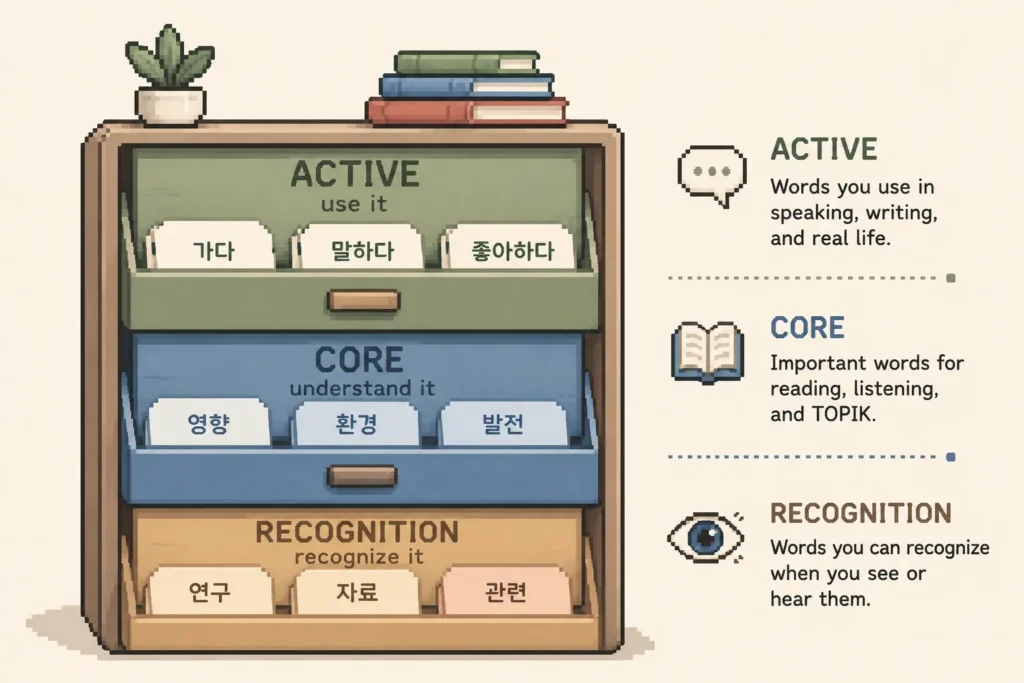 ACTIVE
use it
가다
말하다
좋아하다
CORE
understand it
영향
환경
발전
RECOGNITION
recognize it
연구
자료
관련
ACTIVE
Words you use in
speaking, writing,
and real life.
CORE
Important words for
reading, listening,
and TOPIK.
RECOGNITION
Words you can recognize
when you see or
hear them.